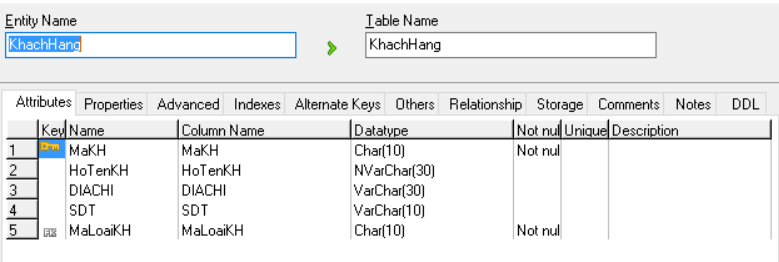 Entity Name Table Name
KhachHang KhachHang
Attributes Properties Advanced Indexes Alternate Keys Others Relationship Storage Comments Notes DDL
Key Name Column Name Datatype Not nul Unique Description
1 MaKH MaKH Char(10) Not nul
2 HoTenKH HoTenKH NVarChar(30)
3 DIACHI DIACHI VarChar(30)
4 SDT SDT VarChar(10)
5 MaLoaiKH MaLoaiKH Char(10) Not nul